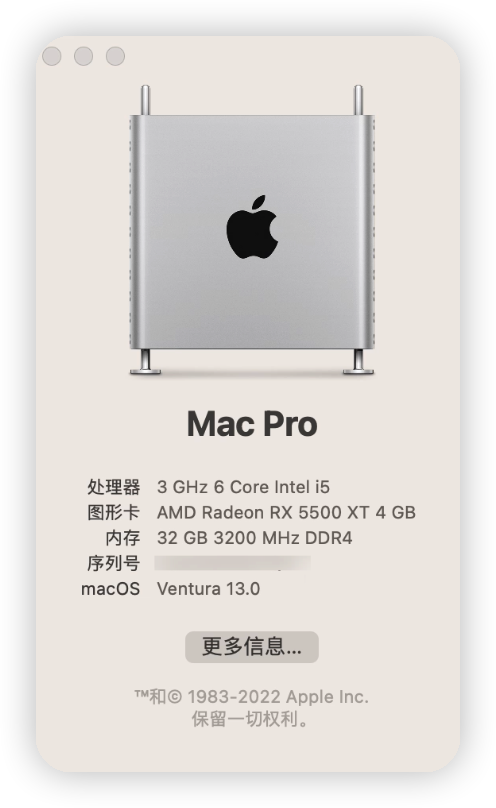 Mac Pro
处理器 3 GHz 6 Core Intel i5
图形卡 AMD Radeon RX 5500 XT 4 GB
内存 32 GB 3200 MHz DDR4
序列号
macOS Ventura 13.0
更多信息...
™和© 1983-2022 Apple Inc.
保留一切权利。